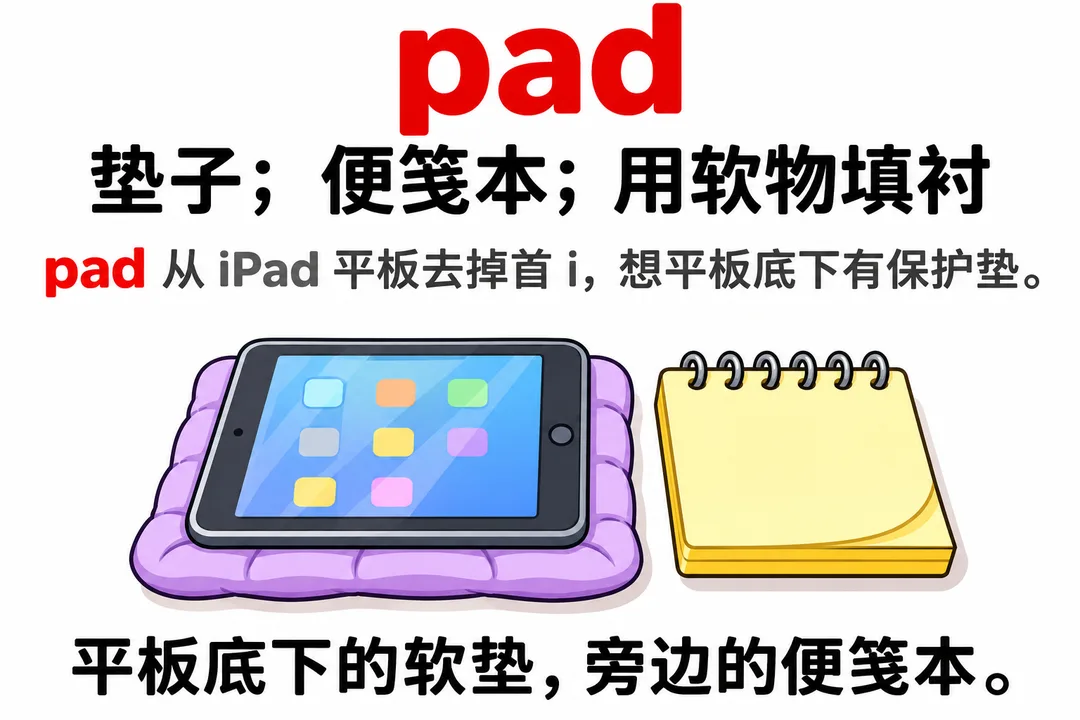 pad
垫子；便笺本；用软物填衬
pad 从 iPad 平板去掉首 i，想平板底下有保护垫。
平板底下的软垫，旁边的便笺本。